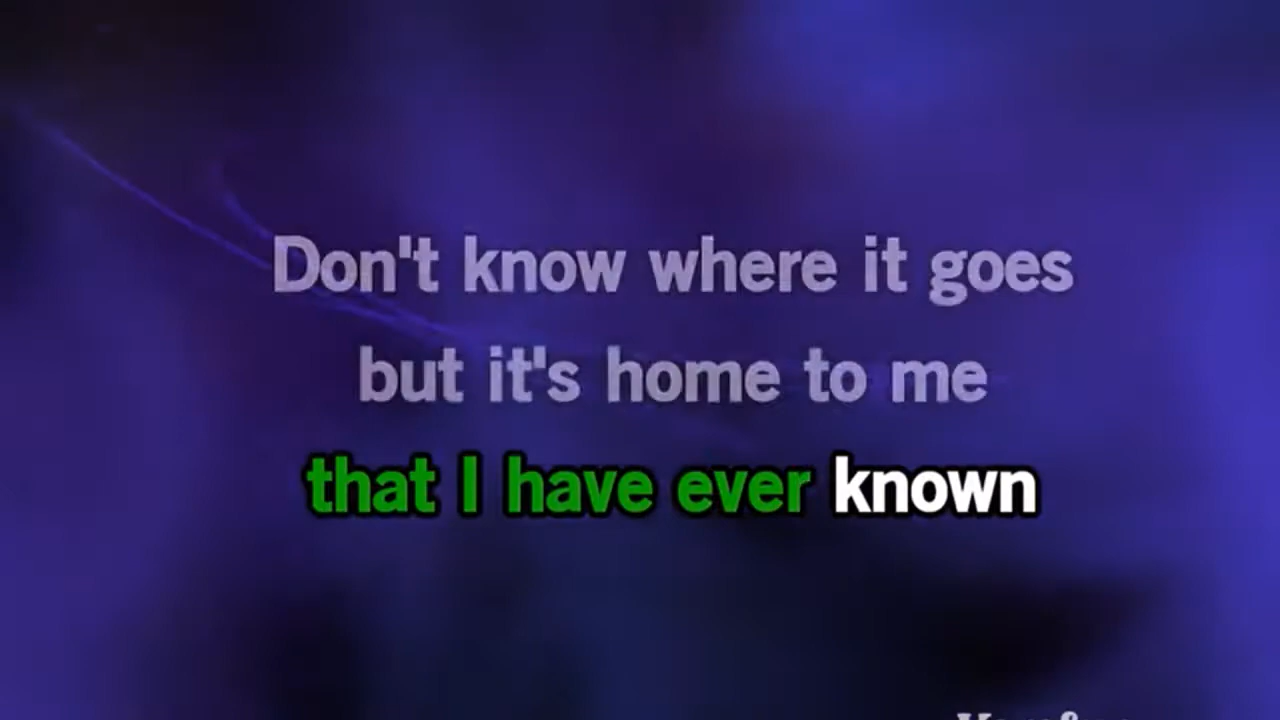 Don't know where it goes
but it's home to me
that I have ever known